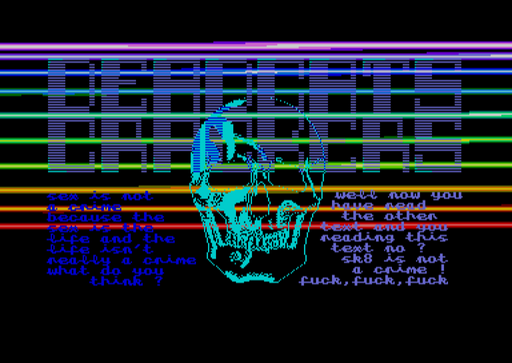 sex is not
a crime
because the
sex is the
life and the
life isn't
really a crime
what do you
think ?
well now you
have read
the other
text and you
reading this
text no ?
sk8 is not
a crime !
fuck,fuck,fuck